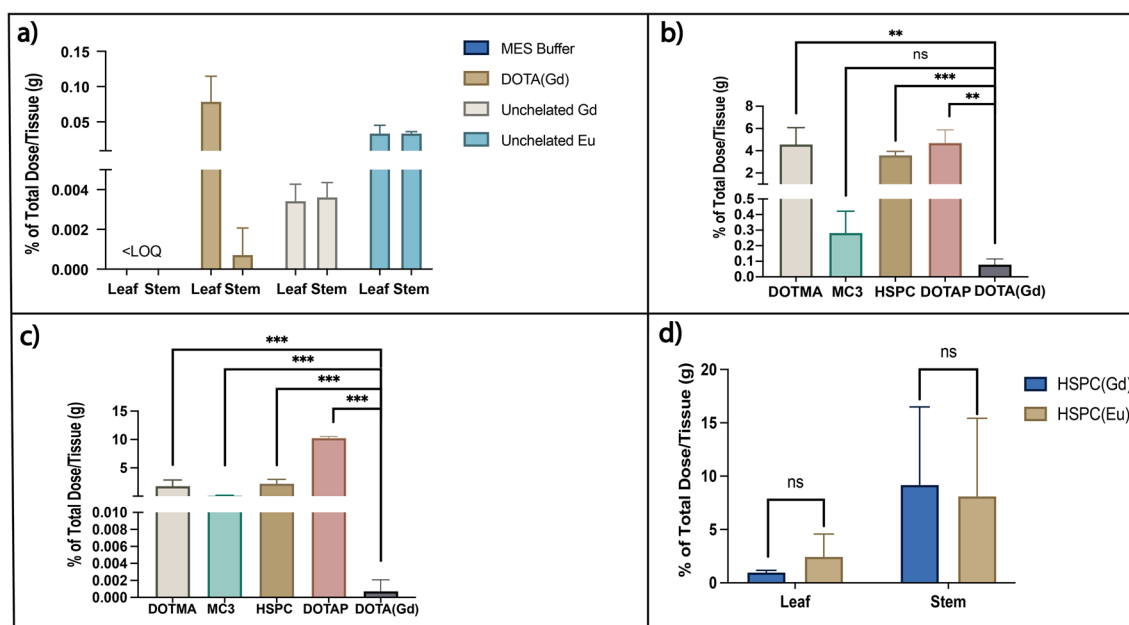 a)
% of Total Dose/Tissue (g)
0.15
0.10
0.05
0.004
0.002
0.000
<LOQ
Leaf Stem Leaf Stem Leaf Stem Leaf Stem
MES Buffer
DOTA(Gd)
Unchelated Gd
Unchelated Eu
b)
**
ns
***
**
% of Total Dose/Tissue (g)
6
4
2
0.5
0.4
0.3
0.2
0.1
0.0
DOTMA MC3 HSPC DOTAP DOTA(Gd)
c)
***
***
***
***
% of Total Dose/Tissue (g)
15
10
5
0.010
0.008
0.006
0.004
0.002
0.000
DOTMA MC3 HSPC DOTAP DOTA(Gd)
d)
% of Total Dose/Tissue (g)
20
15
10
5
0
ns
ns
Leaf Stem
HSPC(Gd)
HSPC(Eu)